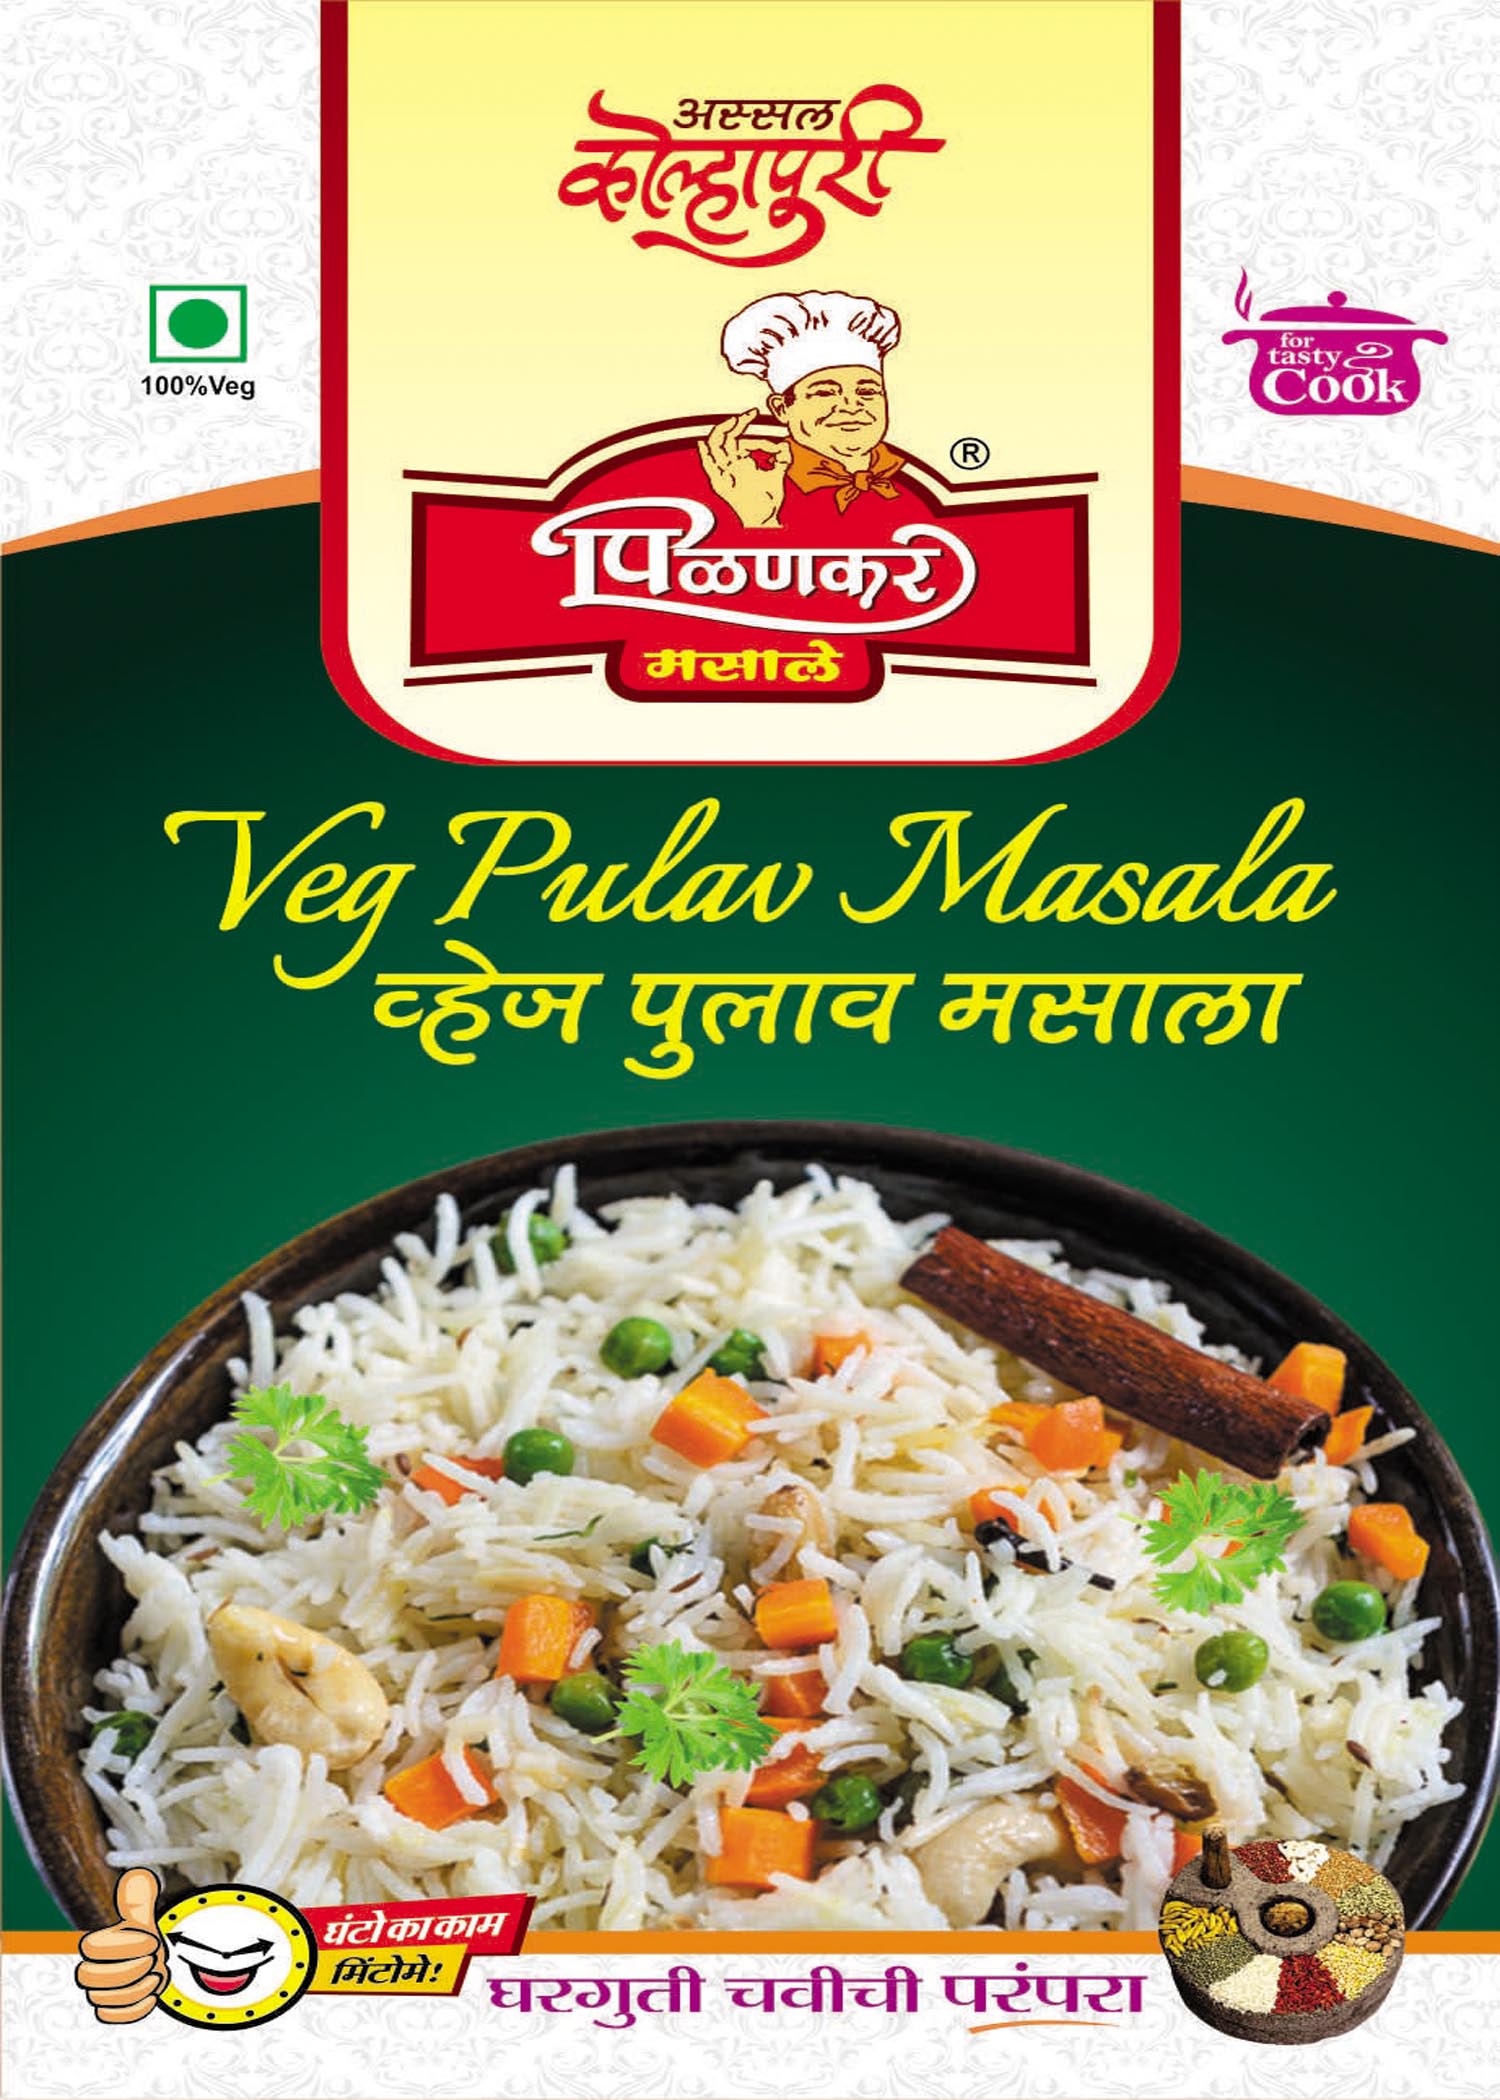 अस्सल
कोल्हापुरी
100%Veg
for
tasty
Cook
®
पिळणकर
मसाले
Veg Pulav Masala
व्हेज पुलाव मसाला
घंटो का काम
मिंटोमे!
घरगुती चवीची परंपरा